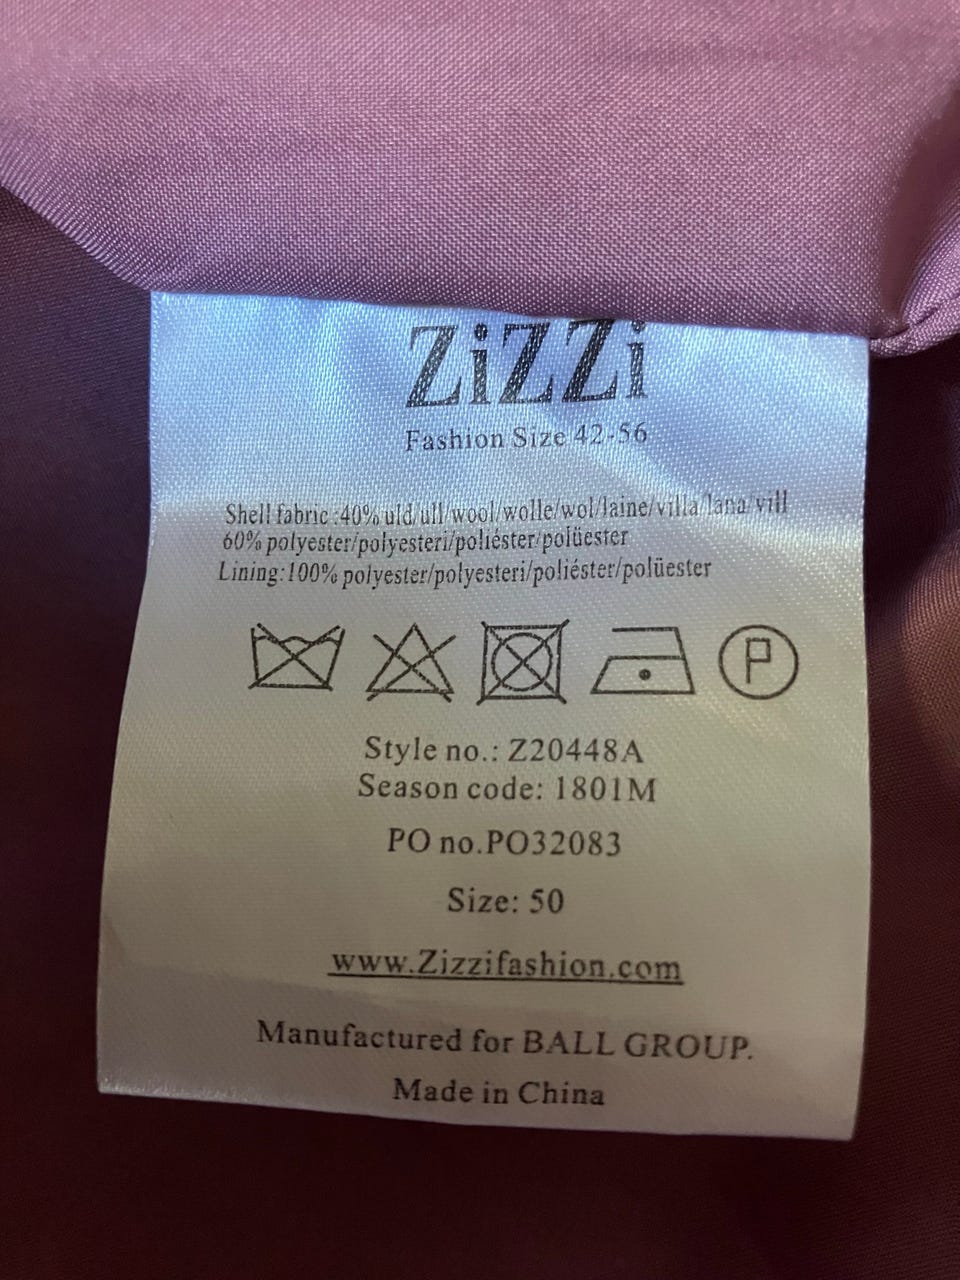 ZiZZi
Fashion Size 42-56
Shell fabric :40% uld/ull/wool/wolle/wol/laine/villa/lana/vill
60% polyester/polyesteri/poliéster/polüester
Lining:100% polyester/polyesteri/poliéster/polüester
P
Style no.: Z20448A
Season code: 1801M
PO no.PO32083
Size: 50
www.Zizzifashion.com
Manufactured for BALL GROUP.
Made in China